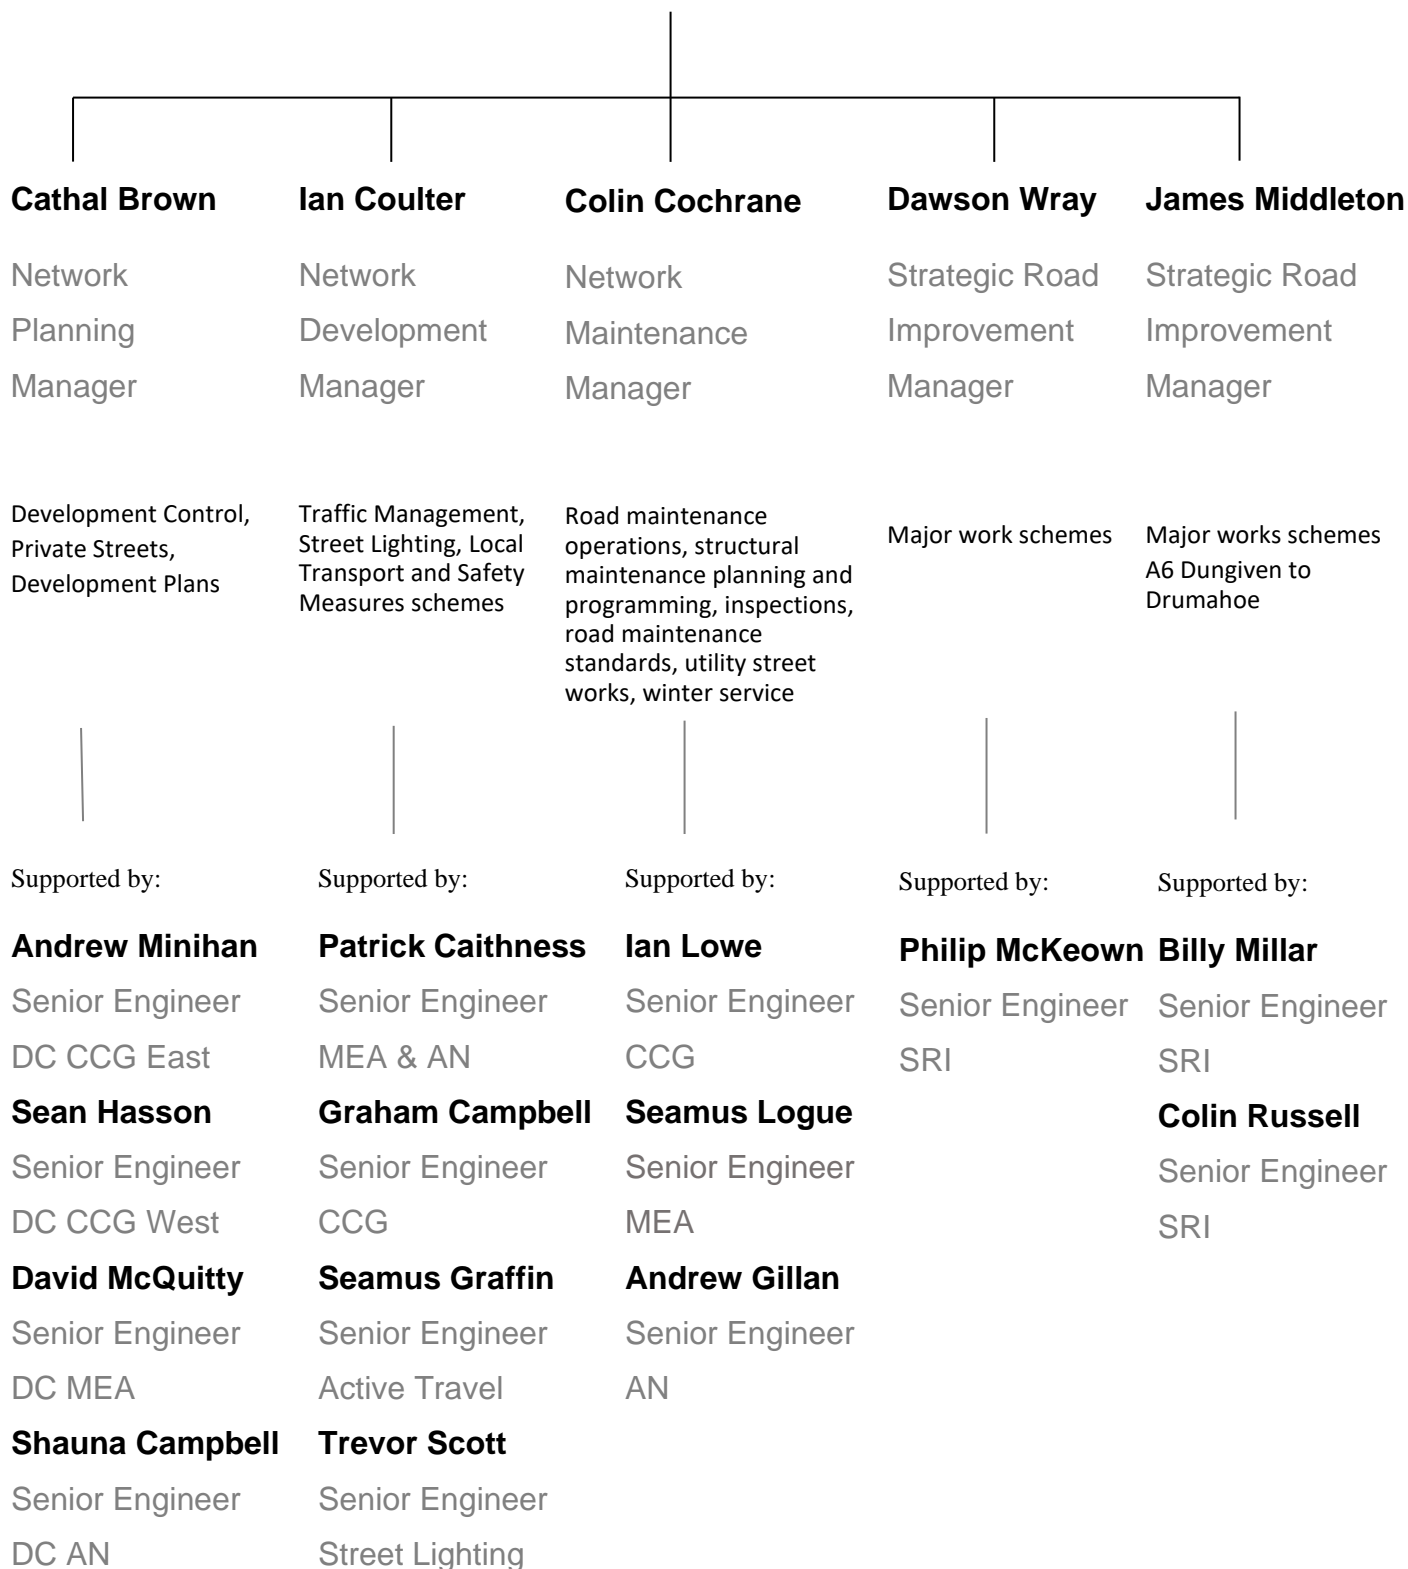 Cathal Brown
Network
Planning
Manager
Development Control,
Private Streets,
Development Plans
Supported by:
Andrew Minihan
Senior Engineer
DC CCG East
Sean Hasson
Senior Engineer
DC CCG West
David McQuitty
Senior Engineer
DC MEA
Shauna Campbell
Senior Engineer
DC AN
Ian Coulter
Network
Development
Manager
Traffic Management,
Street Lighting, Local
Transport and Safety
Measures schemes
Supported by:
Patrick Caithness
Senior Engineer
MEA & AN
Graham Campbell
Senior Engineer
CCG
Seamus Graffin
Senior Engineer
Active Travel
Trevor Scott
Senior Engineer
Street Lighting
Colin Cochrane
Network
Maintenance
Manager
Road maintenance
operations, structural
maintenance planning and
programming, inspections,
road maintenance
standards, utility street
works, winter service
Supported by:
Ian Lowe
Senior Engineer
CCG
Seamus Logue
Senior Engineer
MEA
Andrew Gillan
Senior Engineer
AN
Dawson Wray
Strategic Road
Improvement
Manager
Major work schemes
Supported by:
Philip McKeown
Senior Engineer
SRI
James Middleton
Strategic Road
Improvement
Manager
Major works schemes
A6 Dungiven to
Drumahoe
Supported by:
Billy Millar
Senior Engineer
SRI
Colin Russell
Senior Engineer
SRI